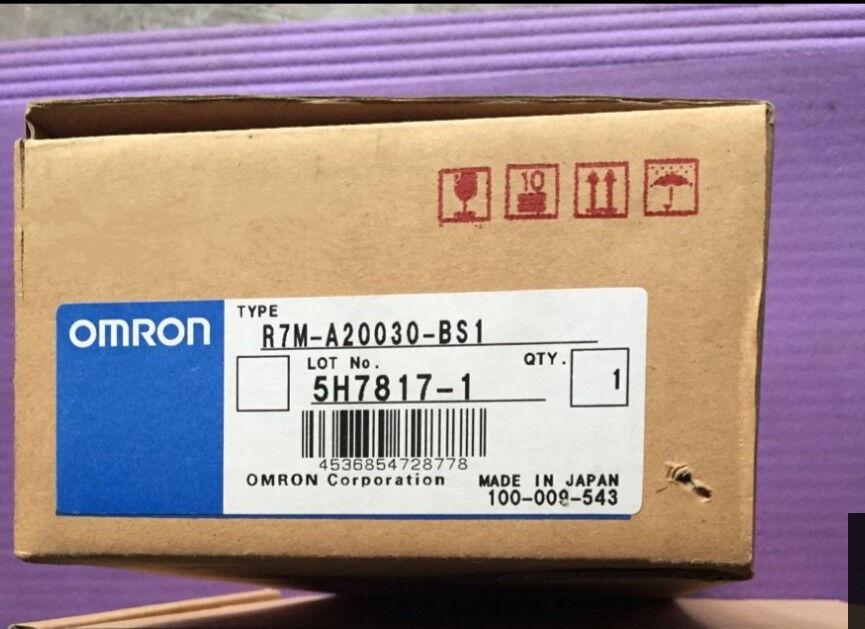 10
OMRON
TYPE
R7M-A20030-BS1
LOT No.
QTY.
5H7817-1
1
4536854728778
OMRON Corporation
MADE IN JAPAN
100-009-543